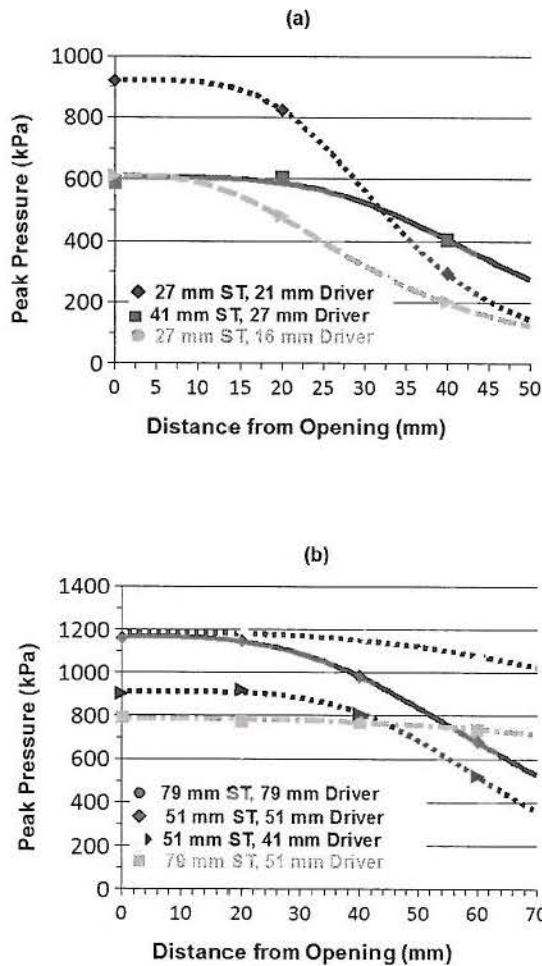 (a)
Peak Pressure (kPa)
1000
800
600
400
200
0
27 mm ST, 21 mm Driver
41 mm ST, 27 mm Driver
27 mm ST, 16 mm Driver
0 5 10 15 20 25 30 35 40 45 50
Distance from Opening (mm)
(b)
Peak Pressure (kPa)
1400
1200
1000
800
600
400
200
0
79 mm ST, 79 mm Driver
51 mm ST, 51 mm Driver
51 mm ST, 41 mm Driver
79 mm ST, 51 mm Driver
0 10 20 30 40 50 60 70
Distance from Opening (mm)